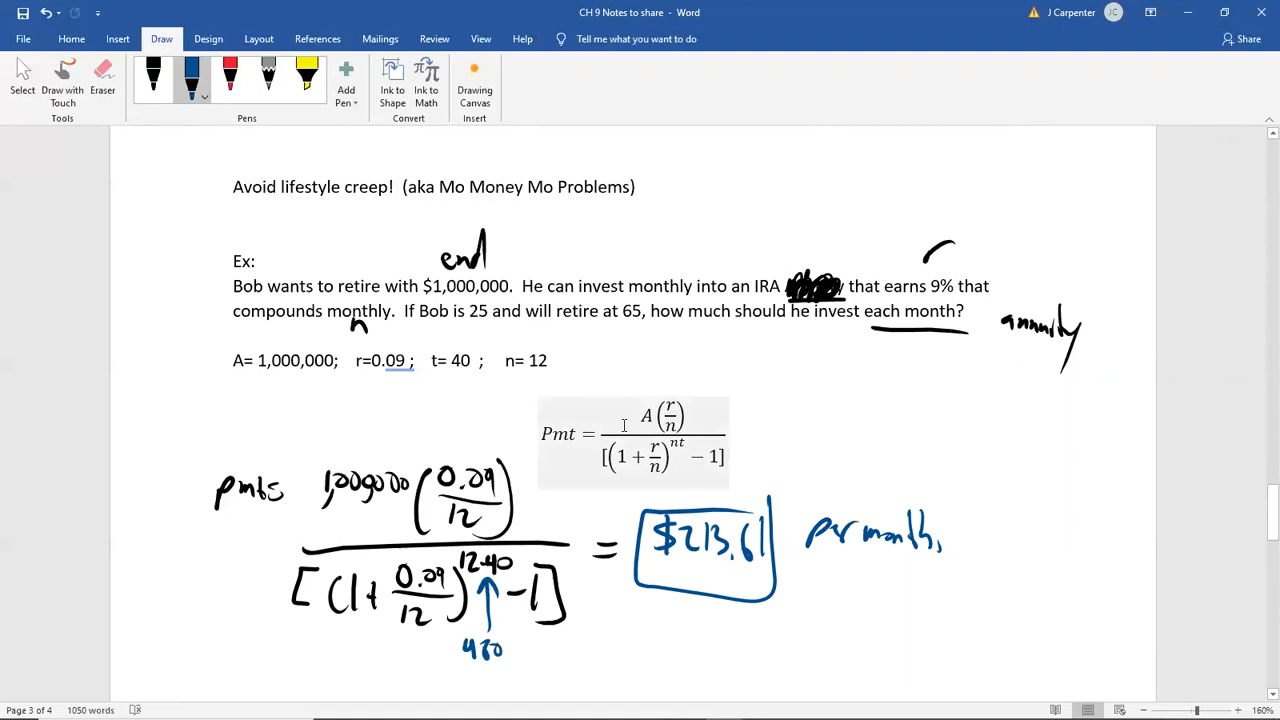 CH 9 Notes to share - Word
J Carpenter JC
File Home Insert Draw Design Layout References Mailings Review View Help Tell me what you want to do Share
Select Draw with Touch Eraser Add Pen Ink to Shape Ink to Math Drawing Canvas
Tools Pens Convert Insert
Avoid lifestyle creep! (aka Mo Money Mo Problems)
end r
Ex:
Bob wants to retire with $1,000,000. He can invest monthly into an IRA that earns 9% that
compounds monthly. If Bob is 25 and will retire at 65, how much should he invest each month?
n annuity
A= 1,000,000; r=0.09 ; t= 40 ; n= 12
Pmt = A(r/n) / [(1 + r/n)^nt − 1]
1,000,000 (0.09/12) / [(1 + 0.09/12)^12·40 − 1] = $213.61 per month.
480
Page 3 of 4 1050 words 160%